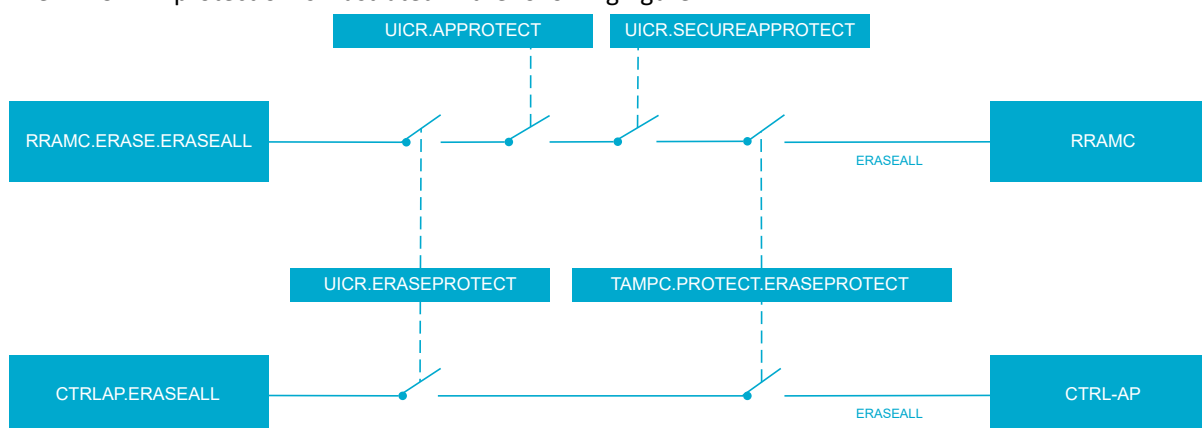 UICR.APPROTECT
UICR.SECUREAPPROTECT
RRAMC.ERASE.ERASEALL
RRAMC
ERASEALL
UICR.ERASEPROTECT
TAMPC.PROTECT.ERASEPROTECT
CTRLAP.ERASEALL
CTRL-AP
ERASEALL